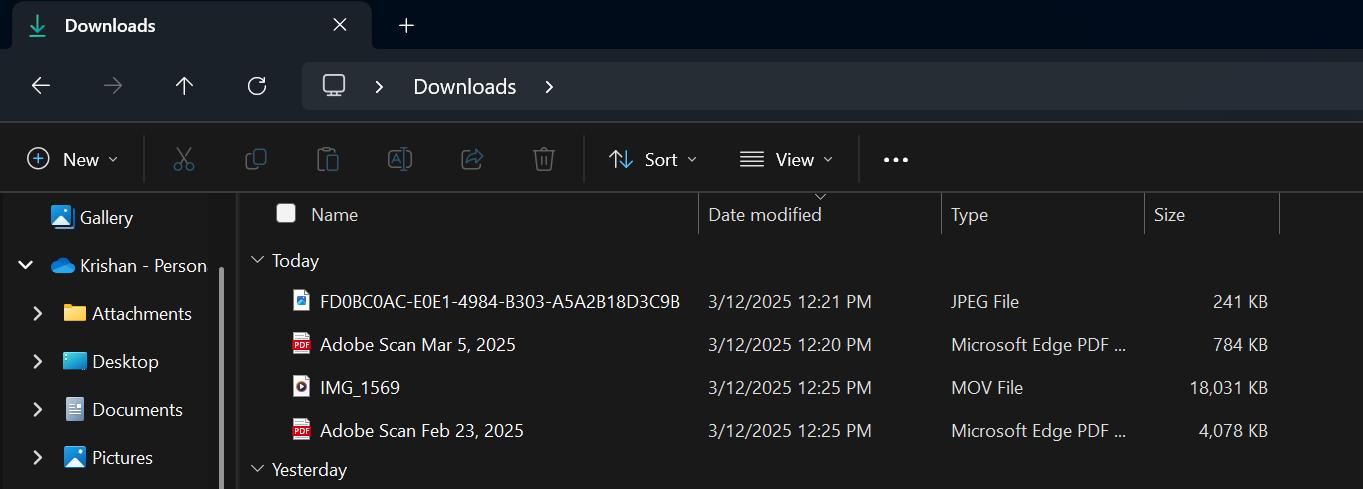 Downloads
Downloads
New Sort View
Gallery
Krishan - Person
Attachments
Desktop
Documents
Pictures
Name Date modified Type Size
Today
FD0BC0AC-E0E1-4984-B303-A5A2B18D3C9B 3/12/2025 12:21 PM JPEG File 241 KB
PDF Adobe Scan Mar 5, 2025 3/12/2025 12:20 PM Microsoft Edge PDF ... 784 KB
IMG_1569 3/12/2025 12:25 PM MOV File 18,031 KB
PDF Adobe Scan Feb 23, 2025 3/12/2025 12:25 PM Microsoft Edge PDF ... 4,078 KB
Yesterday